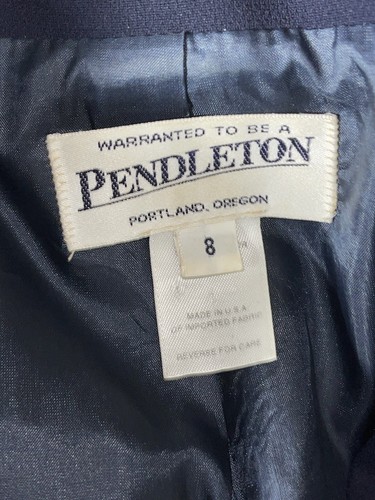 WARRANTED TO BE A
PENDLETON
PORTLAND, OREGON
8
MADE IN U.S.A
OF IMPORTED FABRIC
REVERSE FOR CARE